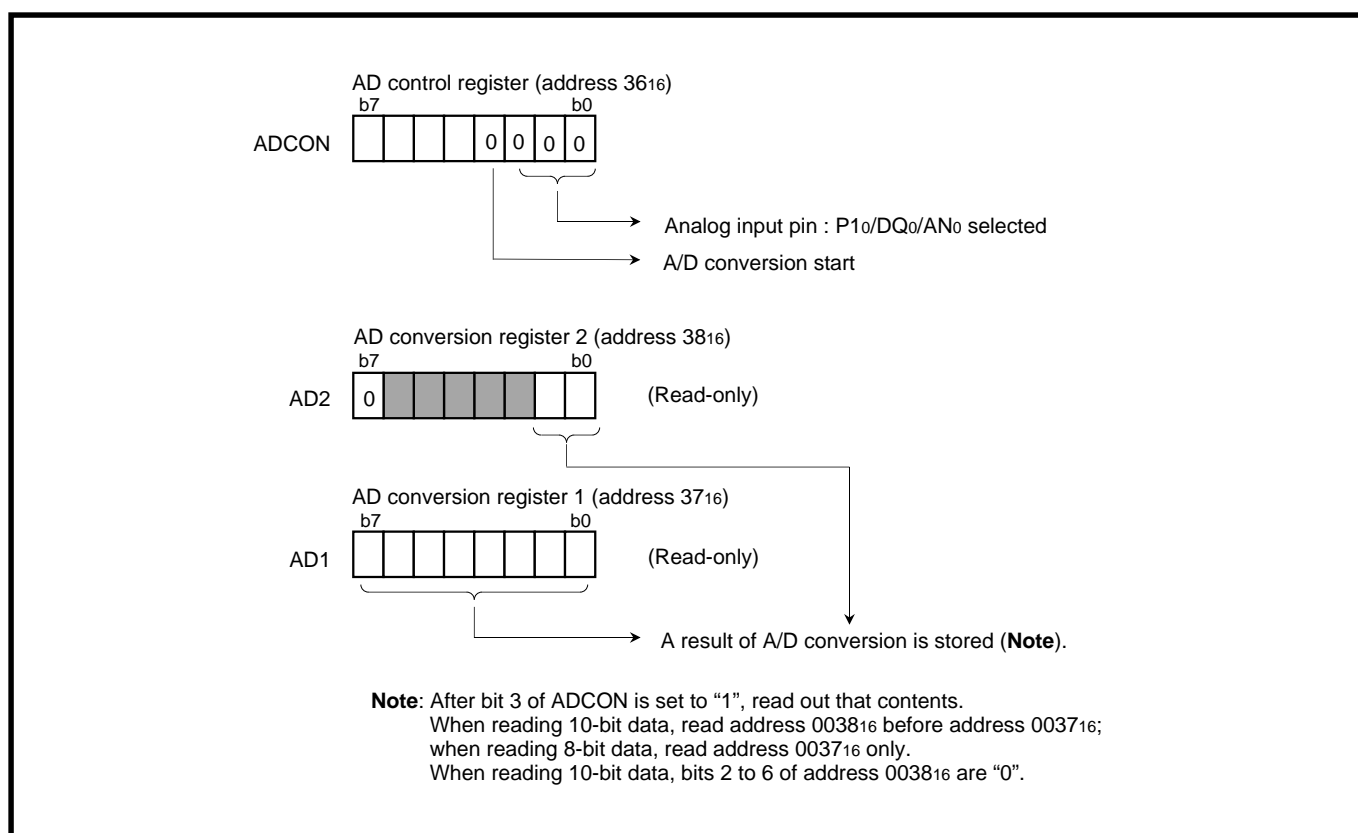 AD control register (address 36₁₆)
b7 b0
ADCON 0 0 0 0
Analog input pin : P1₀/DQ₀/AN₀ selected
A/D conversion start
AD conversion register 2 (address 38₁₆)
b7 b0
AD2 0 (Read-only)
AD conversion register 1 (address 37₁₆)
b7 b0
AD1 (Read-only)
A result of A/D conversion is stored (Note).
Note: After bit 3 of ADCON is set to “1”, read out that contents.
When reading 10-bit data, read address 0038₁₆ before address 0037₁₆;
when reading 8-bit data, read address 0037₁₆ only.
When reading 10-bit data, bits 2 to 6 of address 0038₁₆ are “0”.